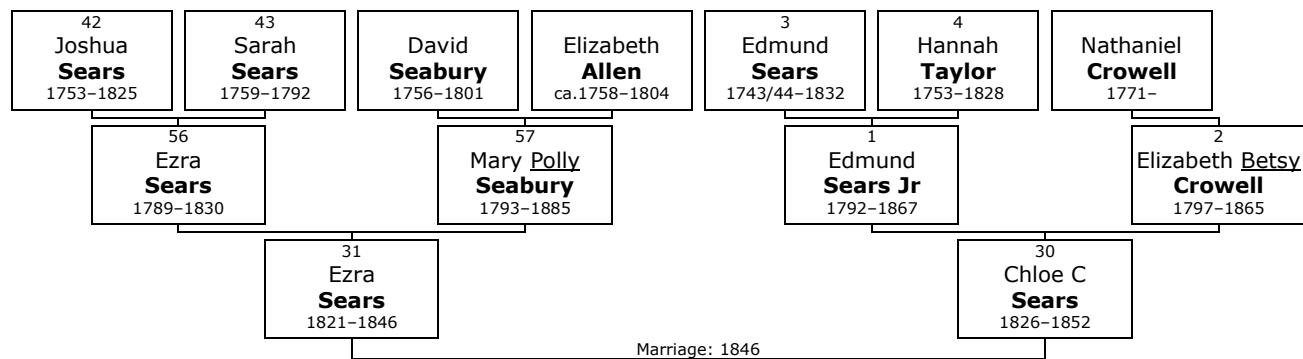 42
Joshua
Sears
1753–1825
43
Sarah
Sears
1759–1792
David
Seabury
1756–1801
Elizabeth
Allen
ca.1758–1804
3
Edmund
Sears
1743/44–1832
4
Hannah
Taylor
1753–1828
Nathaniel
Crowell
1771–
56
Ezra
Sears
1789–1830
57
Mary Polly
Seabury
1793–1885
1
Edmund
Sears Jr
1792–1867
2
Elizabeth Betsy
Crowell
1797–1865
31
Ezra
Sears
1821–1846
30
Chloe C
Sears
1826–1852
Marriage: 1846